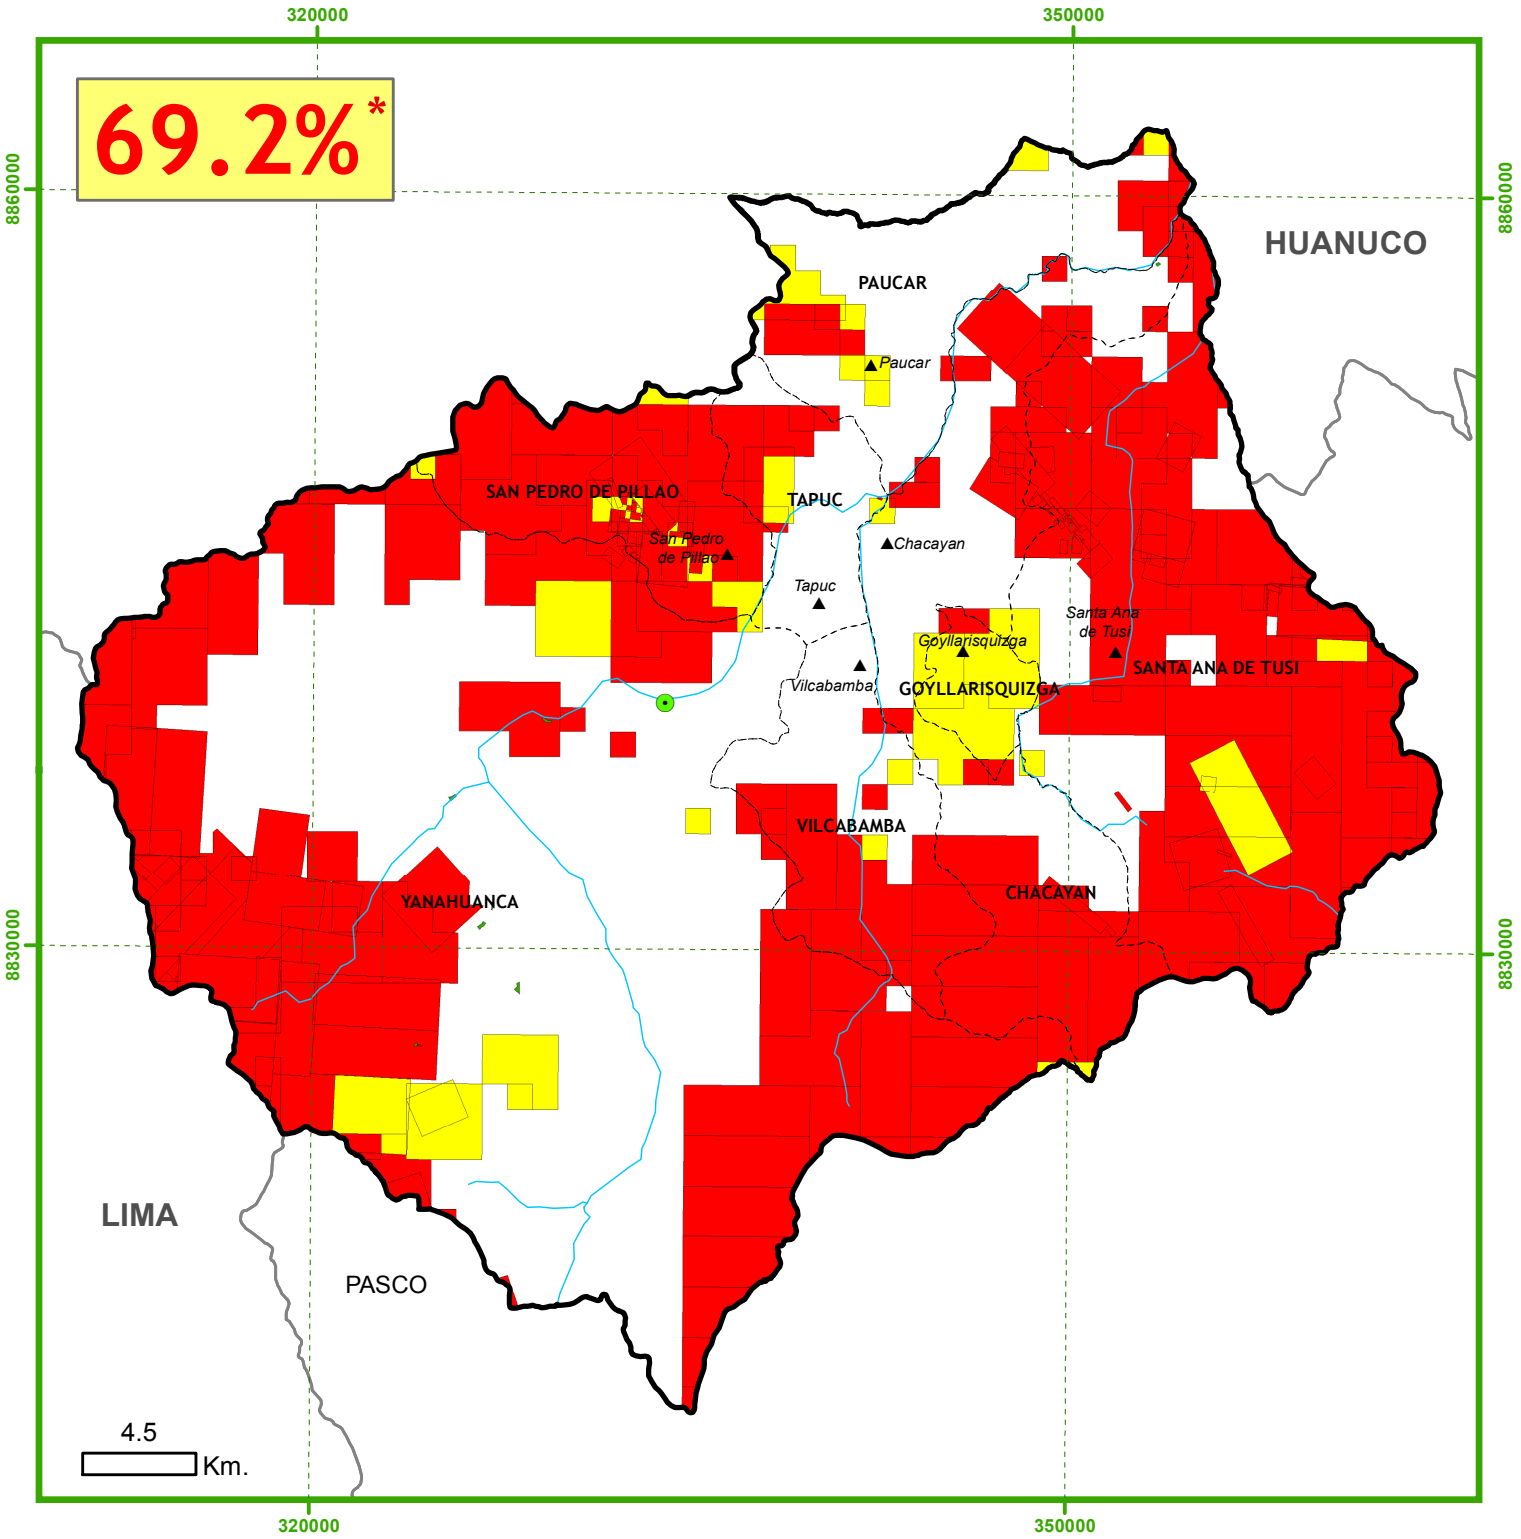 320000
350000
69.2%*
8860000
8860000
HUANUCO
PAUCAR
Paucar
SAN PEDRO DE PILLAO
TAPUC
San Pedro
de Pillao
Chacayan
Tapuc
Santa Ana
de Tusi
Goyllarisquizga
SANTA ANA DE TUSI
Vilcabamba
GOYLLARISQUIZGA
VILCABAMBA
CHACAYAN
YANAHUANCA
8830000
8830000
LIMA
PASCO
4.5
Km.
320000
350000